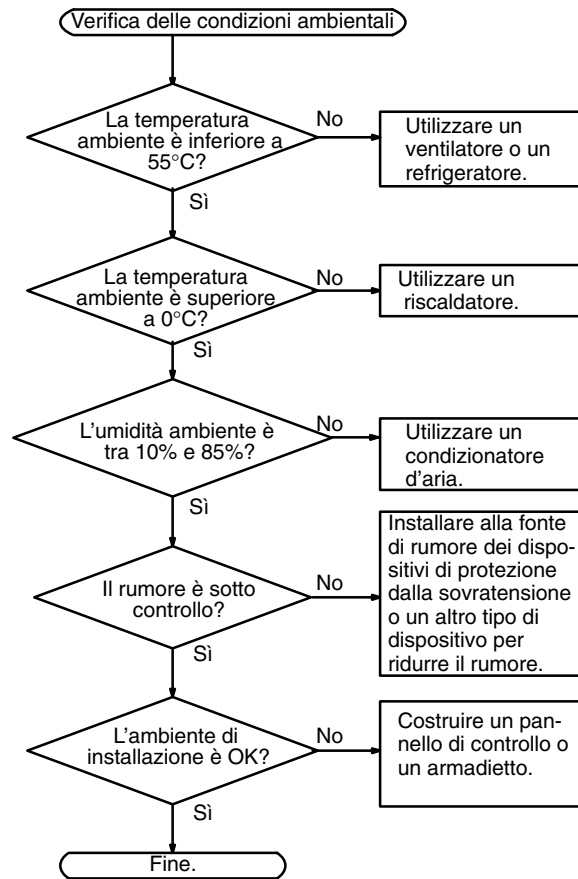 Verifica delle condizioni ambientali
La temperatura
ambiente è inferiore a
55°C?
No
Utilizzare un
ventilatore o un
refrigeratore.
Sì
La temperatura
ambiente è superiore
a 0°C?
No
Utilizzare un
riscaldatore.
Sì
L'umidità ambiente è
tra 10% e 85%?
No
Utilizzare un
condizionatore
d'aria.
Sì
Il rumore è sotto
controllo?
No
Installare alla fonte
di rumore dei dispo-
sitivi di protezione
dalla sovratensione
o un altro tipo di
dispositivo per
ridurre il rumore.
Sì
L'ambiente di
installazione è OK?
No
Costruire un pan-
nello di controllo o
un armadietto.
Sì
Fine.